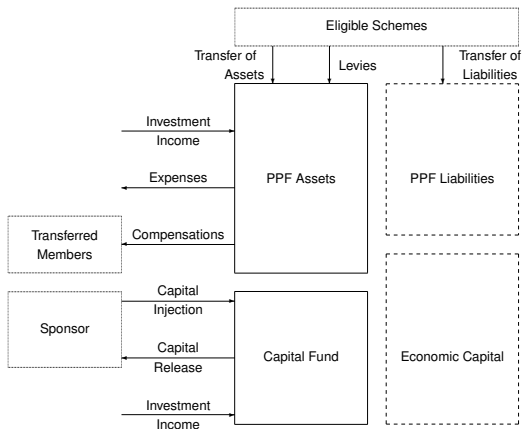 Eligible Schemes
Transfer of
Assets
Levies
Transfer of
Liabilities
Investment
Income
PPF Assets
PPF Liabilities
Expenses
Transferred
Members
Compensations
Capital
Injection
Sponsor
Capital Fund
Economic Capital
Capital
Release
Investment
Income